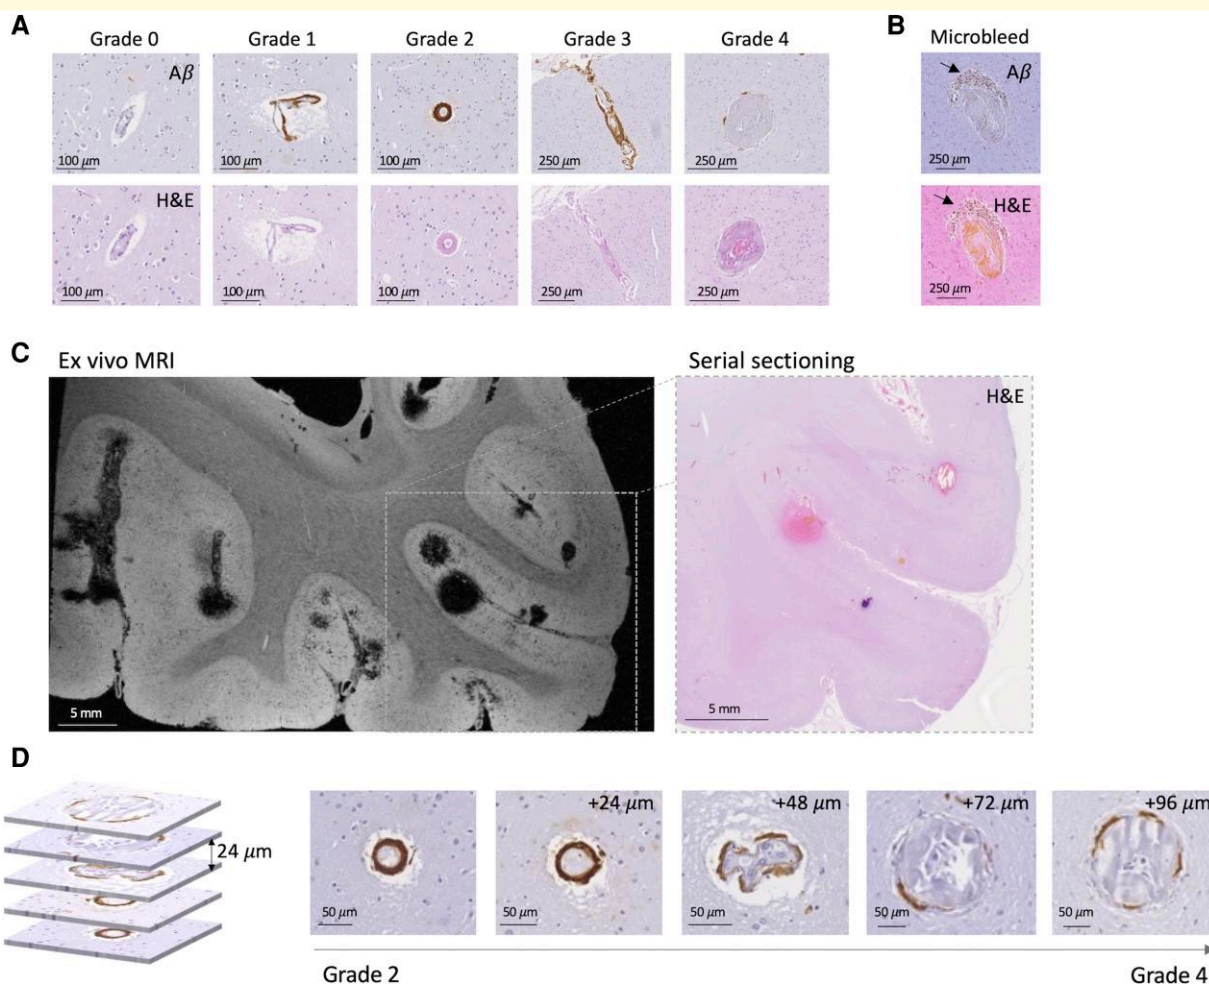 A
Grade 0 Grade 1 Grade 2 Grade 3 Grade 4
Aβ
100 μm 100 μm 100 μm 250 μm 250 μm
H&E
100 μm 100 μm 100 μm 250 μm 250 μm
B
Microbleed
Aβ
250 μm
H&E
250 μm
C
Ex vivo MRI
5 mm
Serial sectioning
H&E
5 mm
D
24 μm
+24 μm +48 μm +72 μm +96 μm
50 μm 50 μm 50 μm 50 μm 50 μm
Grade 2 Grade 4